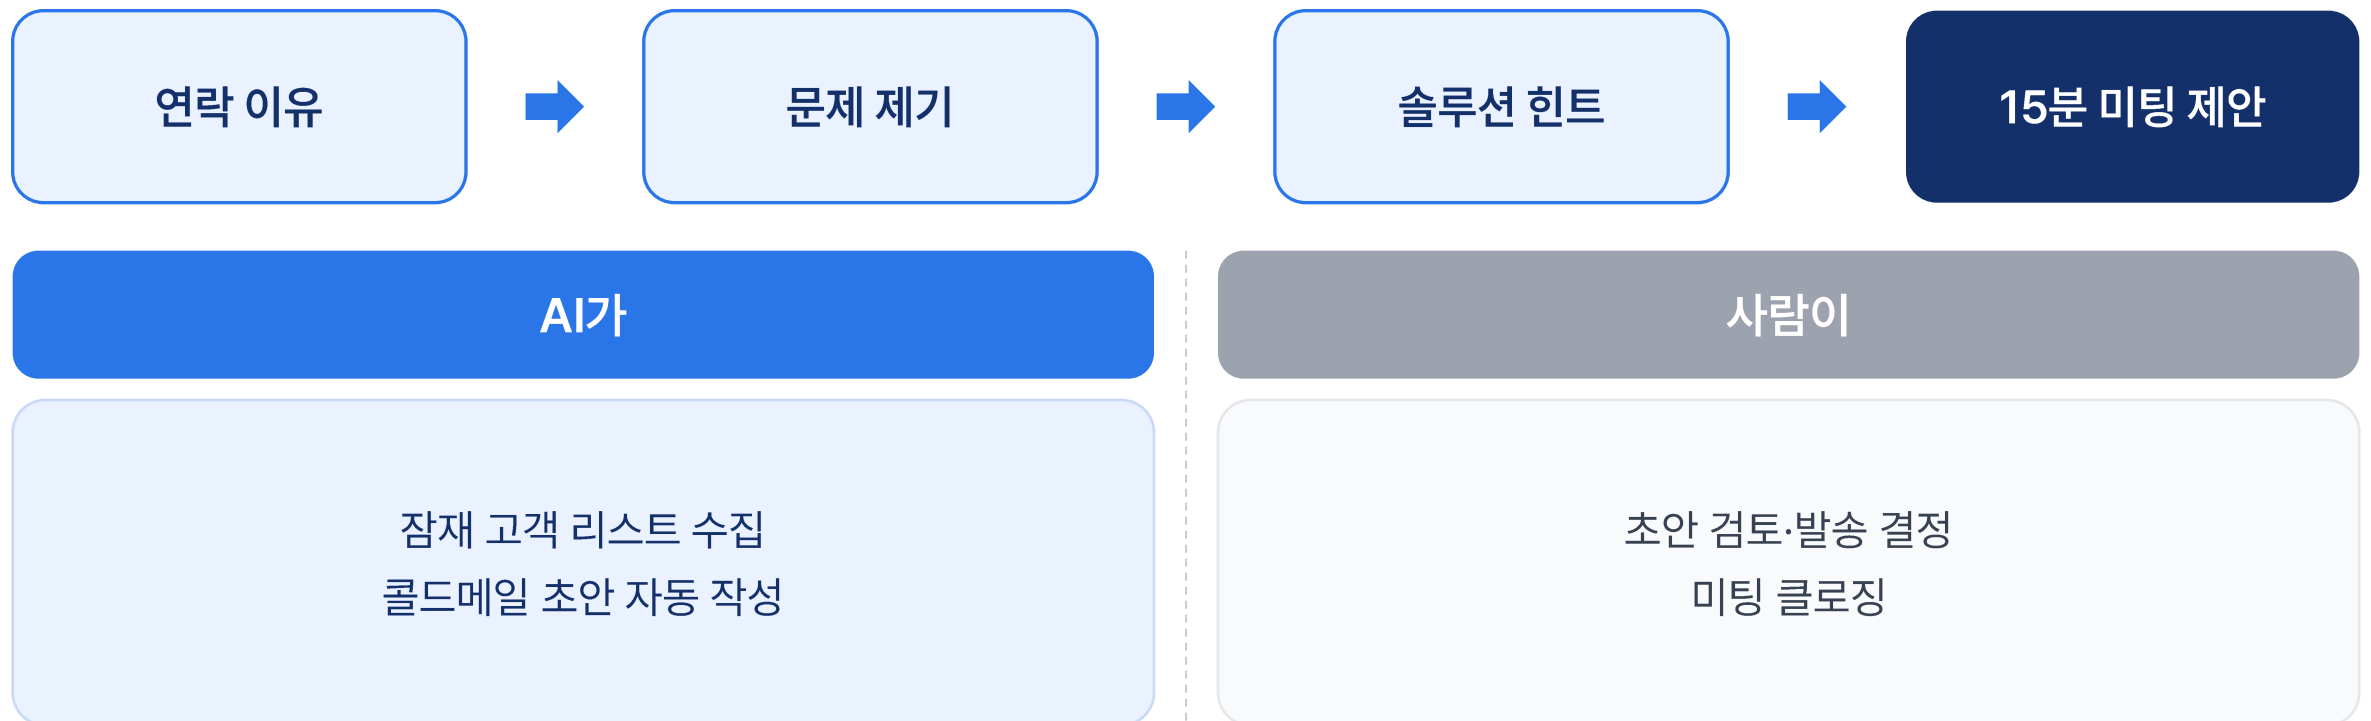 연락 이유
문제 제기
솔루션 힌트
15분 미팅 제안
AI가
잠재 고객 리스트 수집
콜드메일 초안 자동 작성
사람이
초안 검토·발송 결정
미팅 클로징